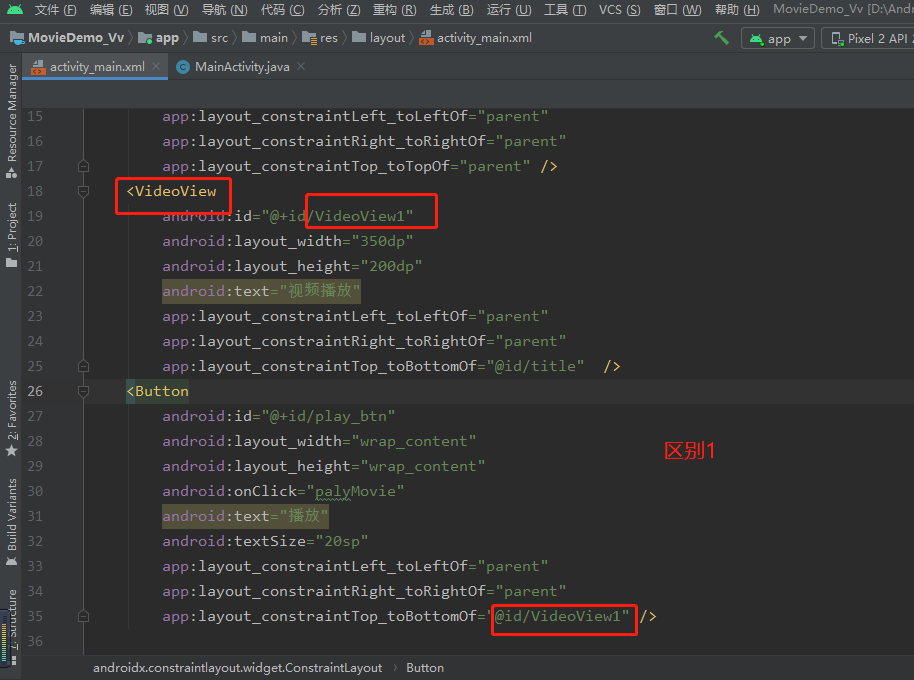 文件 (F) 编辑 (E) 视图 (V) 导航 (N) 代码 (C) 分析 (Z) 重构 (R) 生成 (B) 运行 (U) 工具 (T) VCS (S) 窗口 (W) 帮助 (H) MovieDemo_Vv [D:\Andr
MovieDemo_Vv app src main res layout activity_main.xml app Pixel 2 API 2
activity_main.xml MainActivity.java
Resource Manager
1: Project
2: Favorites
Build Variants
7: Structure
15 app:layout_constraintLeft_toLeftOf="parent"
16 app:layout_constraintRight_toRightOf="parent"
17 app:layout_constraintTop_toTopOf="parent" />
18 <VideoView
19 android:id="@+id/VideoView1"
20 android:layout_width="350dp"
21 android:layout_height="200dp"
22 android:text="视频播放"
23 app:layout_constraintLeft_toLeftOf="parent"
24 app:layout_constraintRight_toRightOf="parent"
25 app:layout_constraintTop_toBottomOf="@id/title" />
26 <Button
27 android:id="@+id/play_btn"
28 android:layout_width="wrap_content"
29 android:layout_height="wrap_content"
30 android:onClick="palyMovie"
31 android:text="播放"
32 android:textSize="20sp"
33 app:layout_constraintLeft_toLeftOf="parent"
34 app:layout_constraintRight_toRightOf="parent"
35 app:layout_constraintTop_toBottomOf="@id/VideoView1" />
36
区别1
androidx.constraintlayout.widget.ConstraintLayout › Button